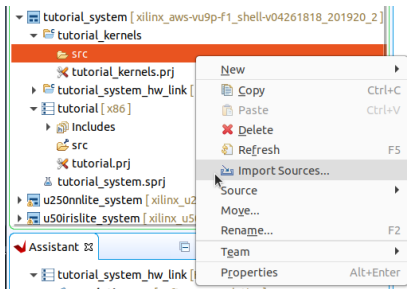 tutorial_system [ xilinx_aws-vu9p-f1_shell-v04261818_201920_2 ]
tutorial_kernels
src
tutorial_kernels.prj
tutorial_system_hw_link [
tutorial [ x86 ]
Includes
src
tutorial.prj
tutorial_system.sprj
u250nnlite_system [ xilinx_u2
u50irislite_system [ xilinx_u5
New
Copy Ctrl+C
Paste Ctrl+V
Delete
Refresh F5
Import Sources...
Source
Move...
Rename... F2
Team
Properties Alt+Enter
Assistant
tutorial_system_hw_link [